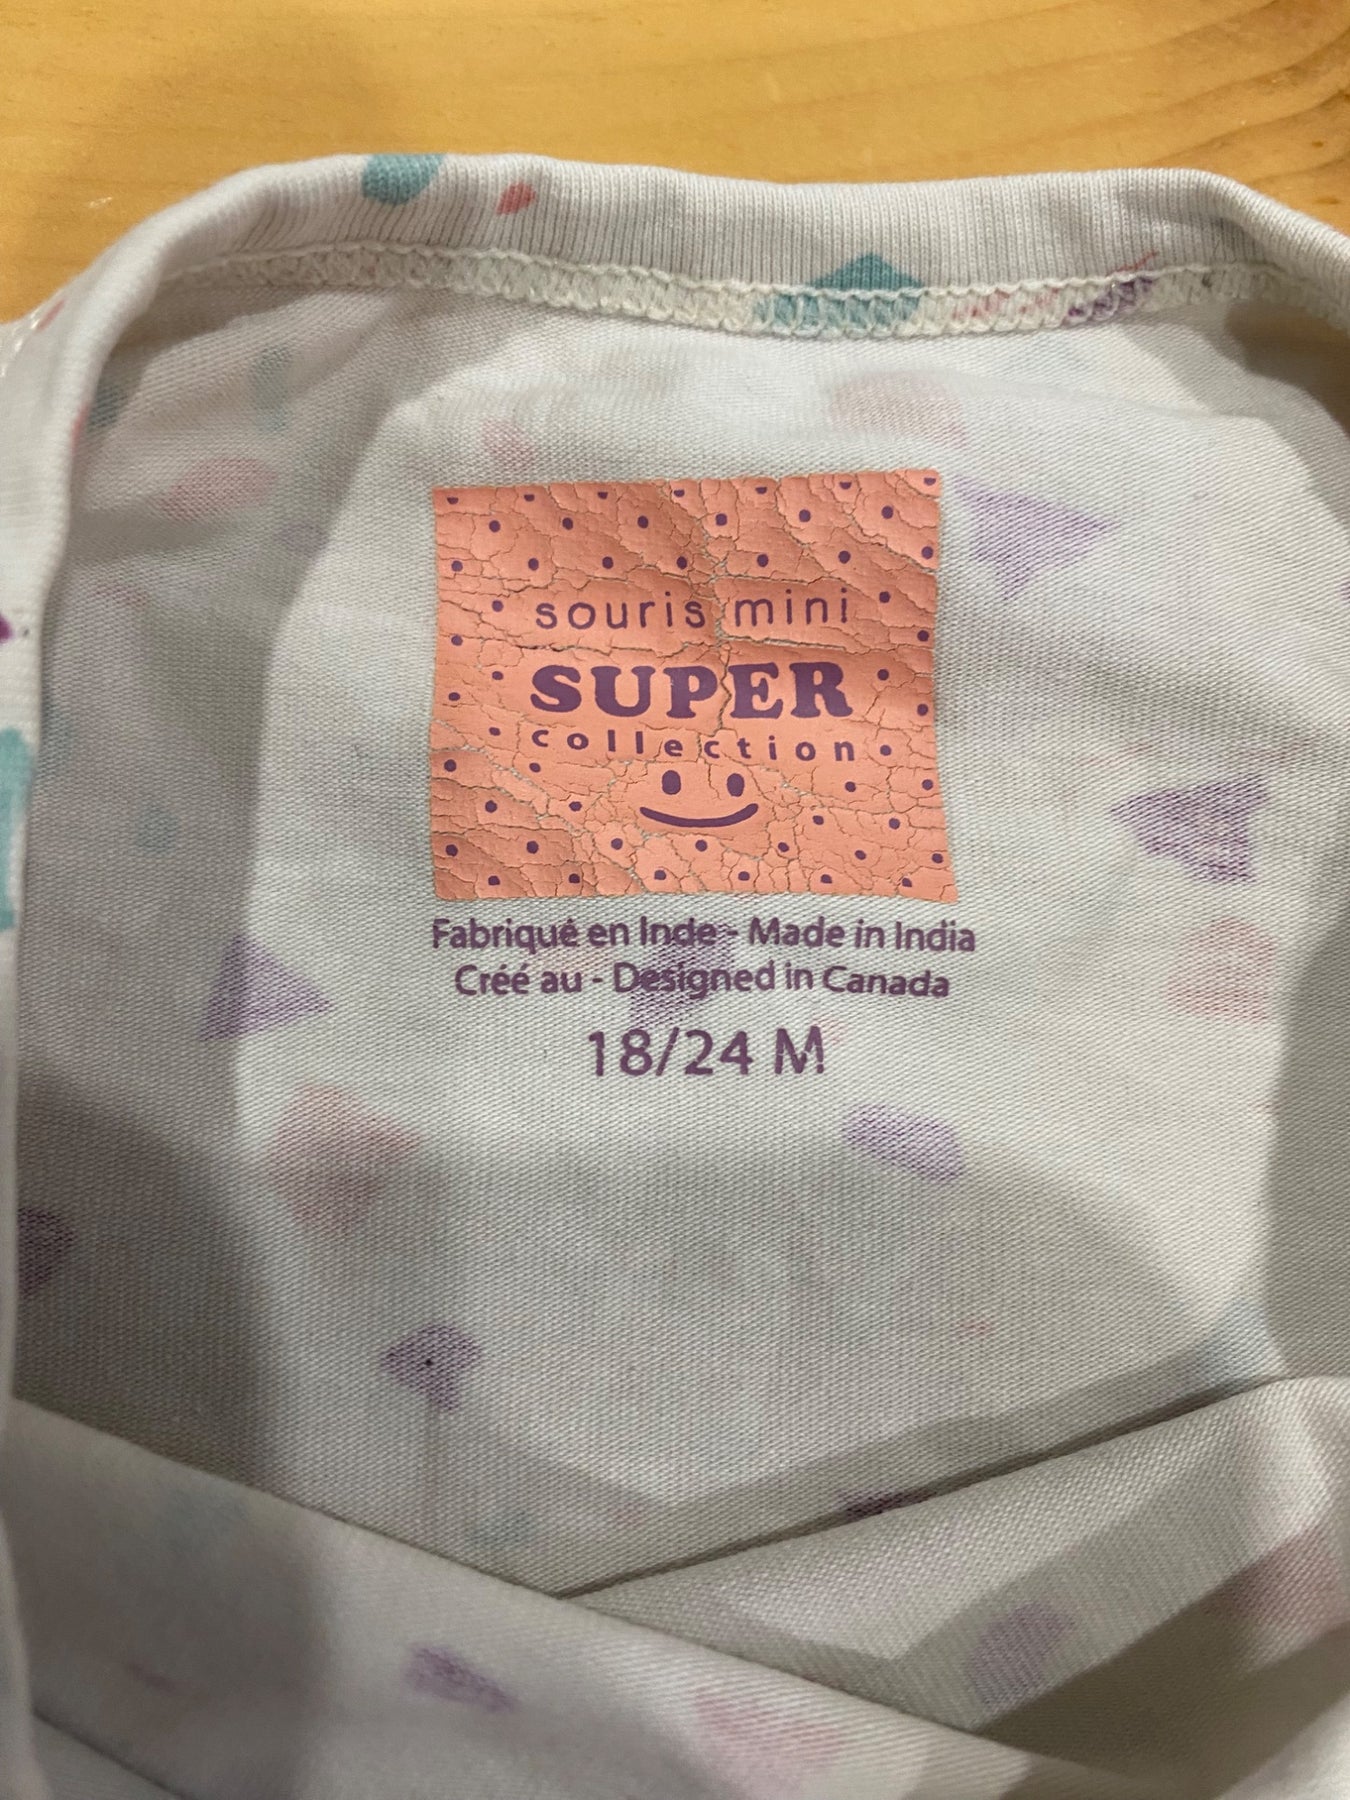 souris mini
SUPER
collection
Fabriqué en Inde - Made in India
Créé au - Designed in Canada
18/24 M